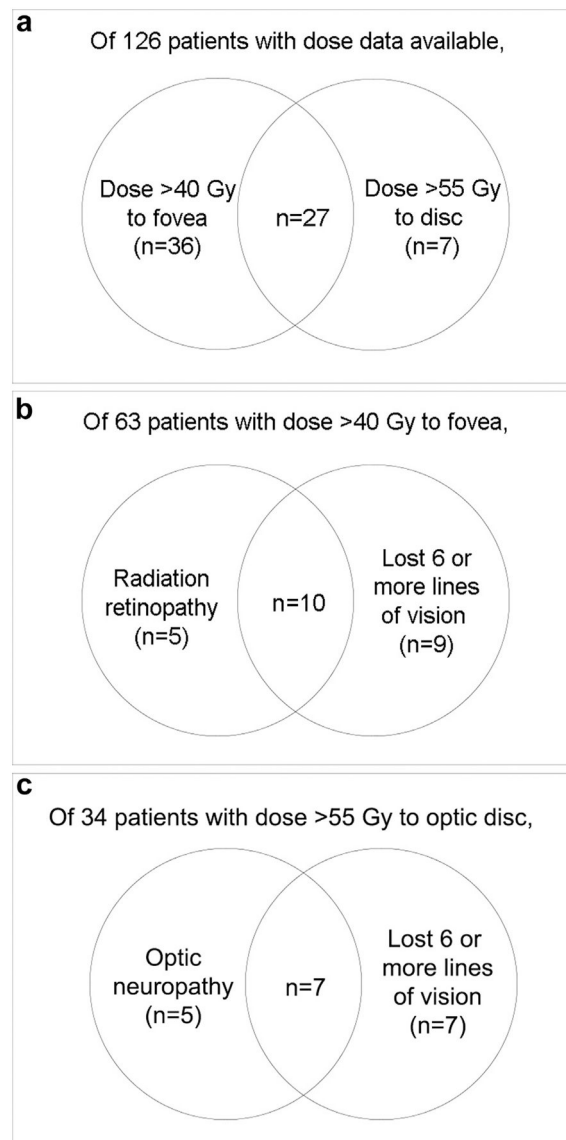 a
Of 126 patients with dose data available,
Dose >40 Gy
to fovea
(n=36)
n=27
Dose >55 Gy
to disc
(n=7)
b
Of 63 patients with dose >40 Gy to fovea,
Radiation
retinopathy
(n=5)
n=10
Lost 6 or
more lines
of vision
(n=9)
c
Of 34 patients with dose >55 Gy to optic disc,
Optic
neuropathy
(n=5)
n=7
Lost 6 or
more lines
of vision
(n=7)